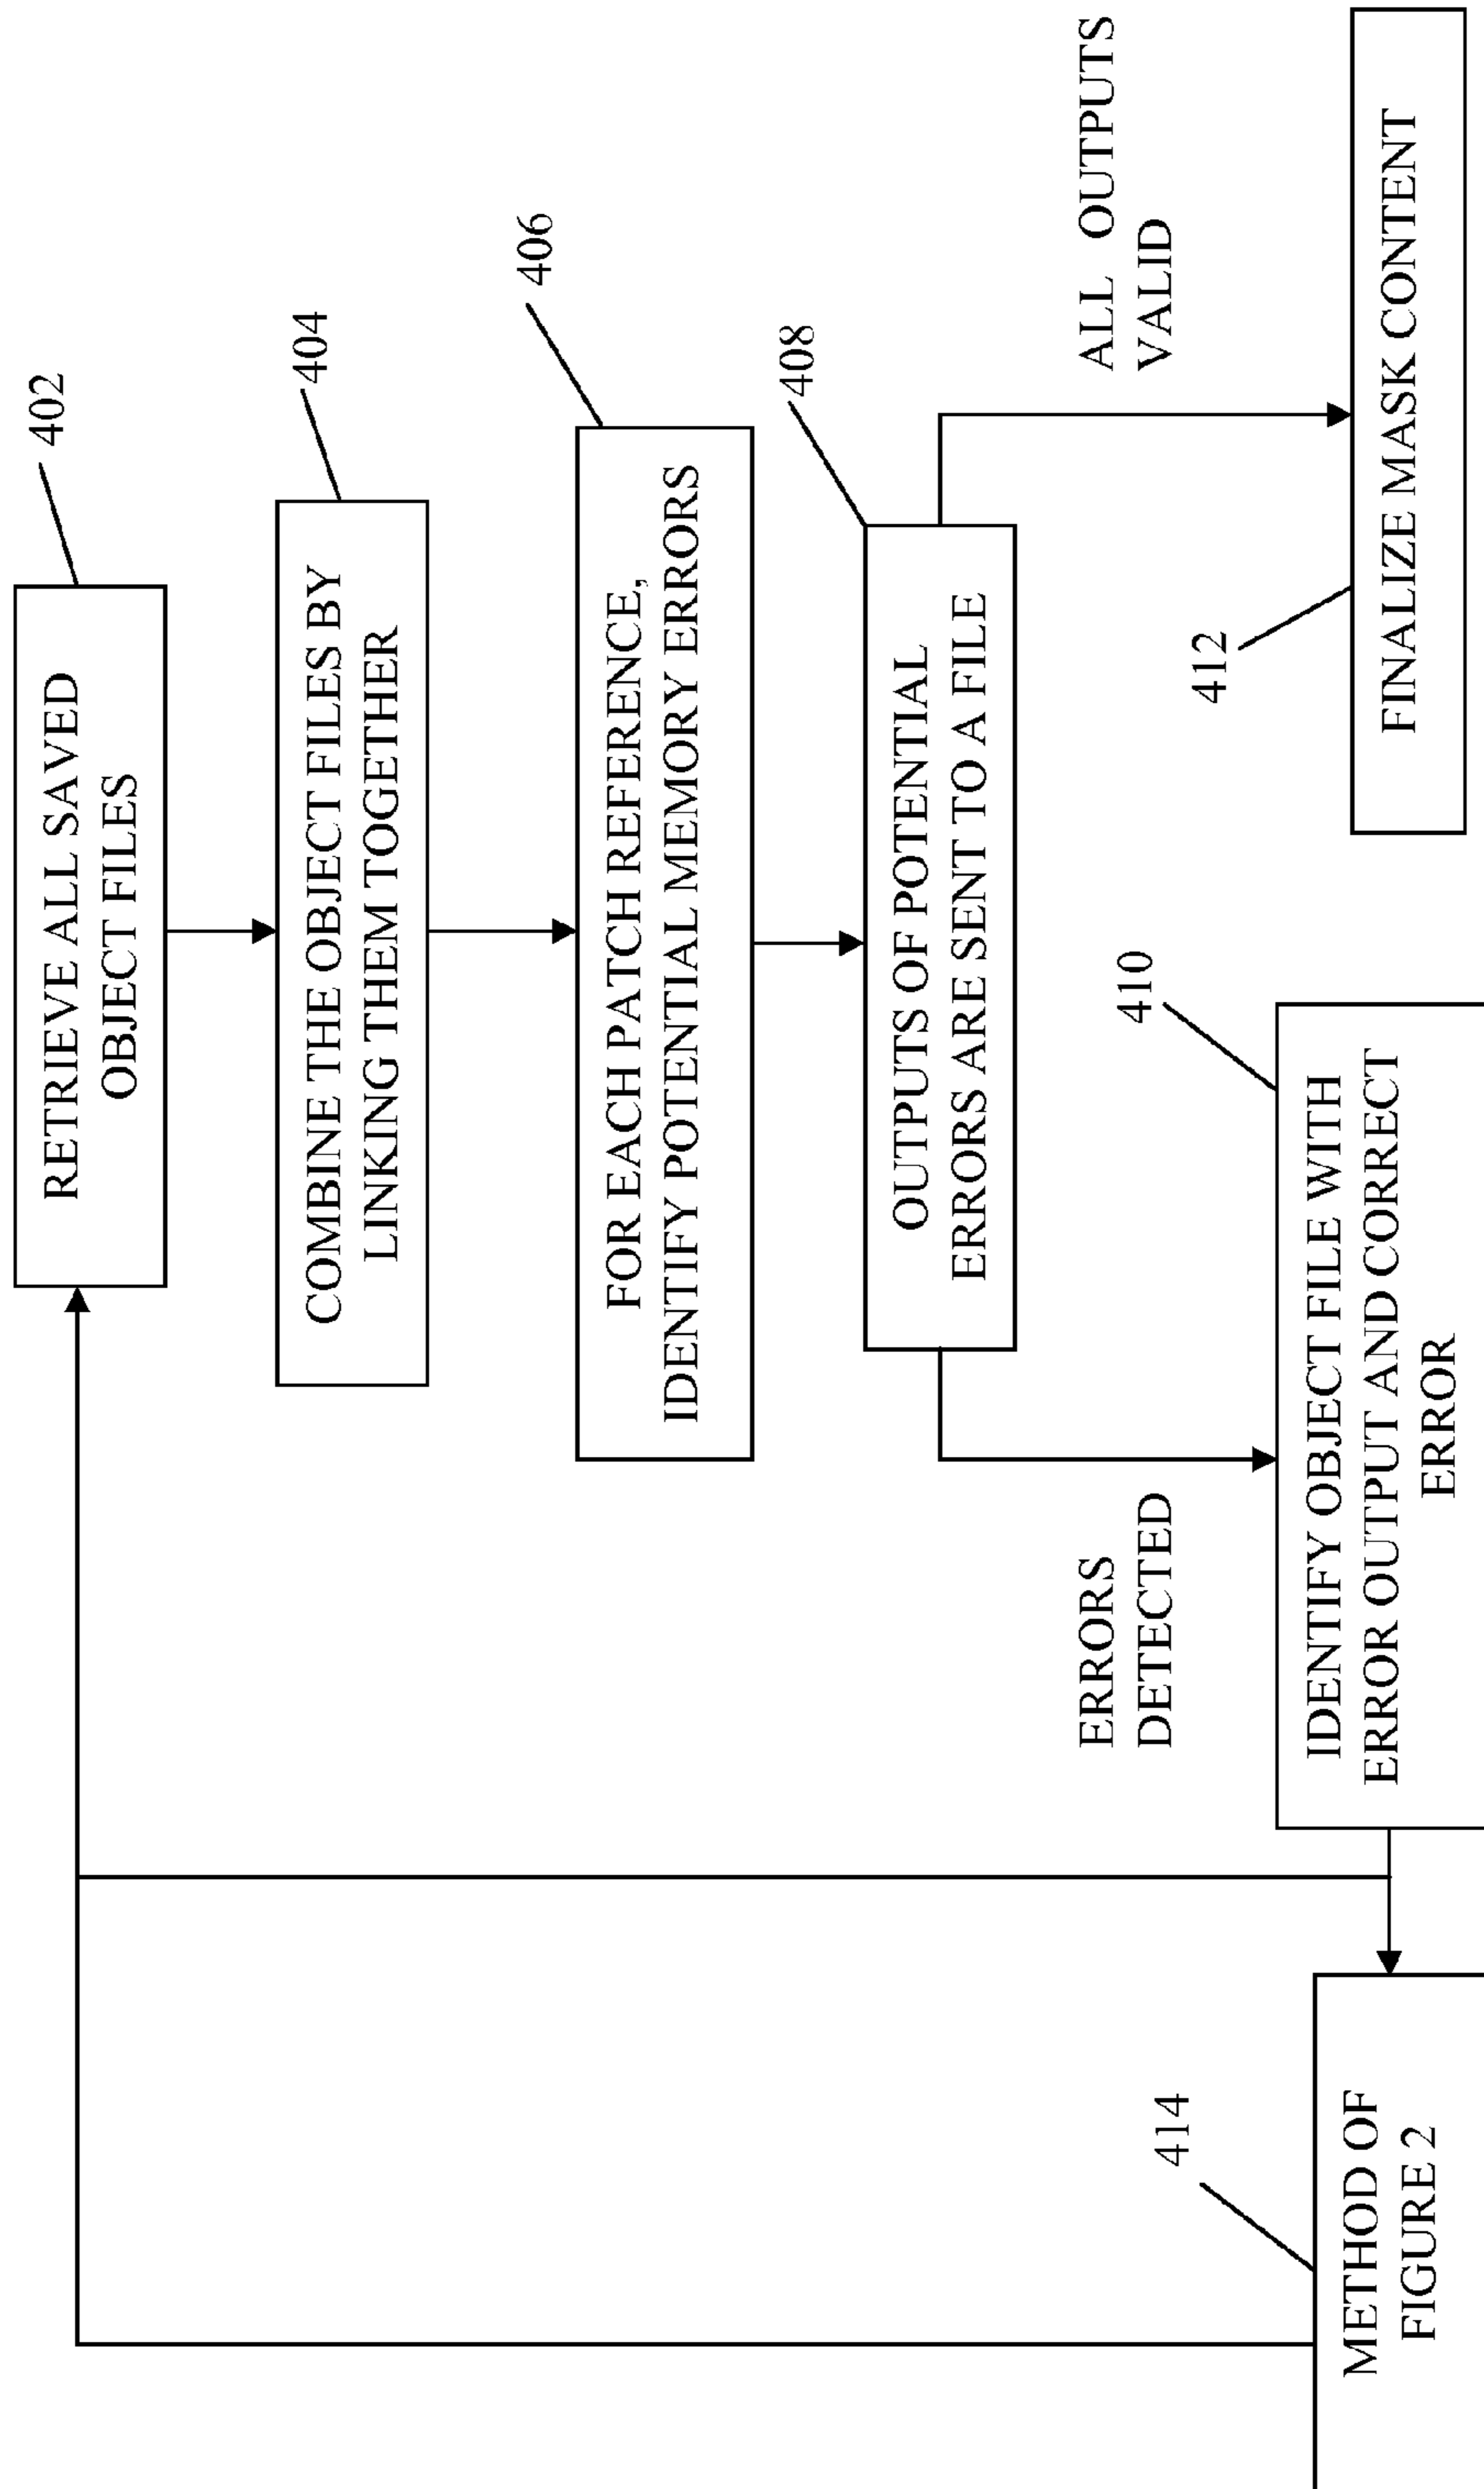 402
RETRIEVE ALL SAVED
OBJECT FILES
404
COMBINE THE OBJECT FILES BY
LINKING THEM TOGETHER
406
FOR EACH PATCH REFERENCE,
IDENTIFY POTENTIAL MEMORY ERRORS
408
OUTPUTS OF POTENTIAL
ERRORS ARE SENT TO A FILE
ERRORS
DETECTED
ALL OUTPUTS
VALID
414
METHOD OF
FIGURE 2
410
IDENTIFY OBJECT FILE WITH
ERROR OUTPUT AND CORRECT
ERROR
412
FINALIZE MASK CONTENT